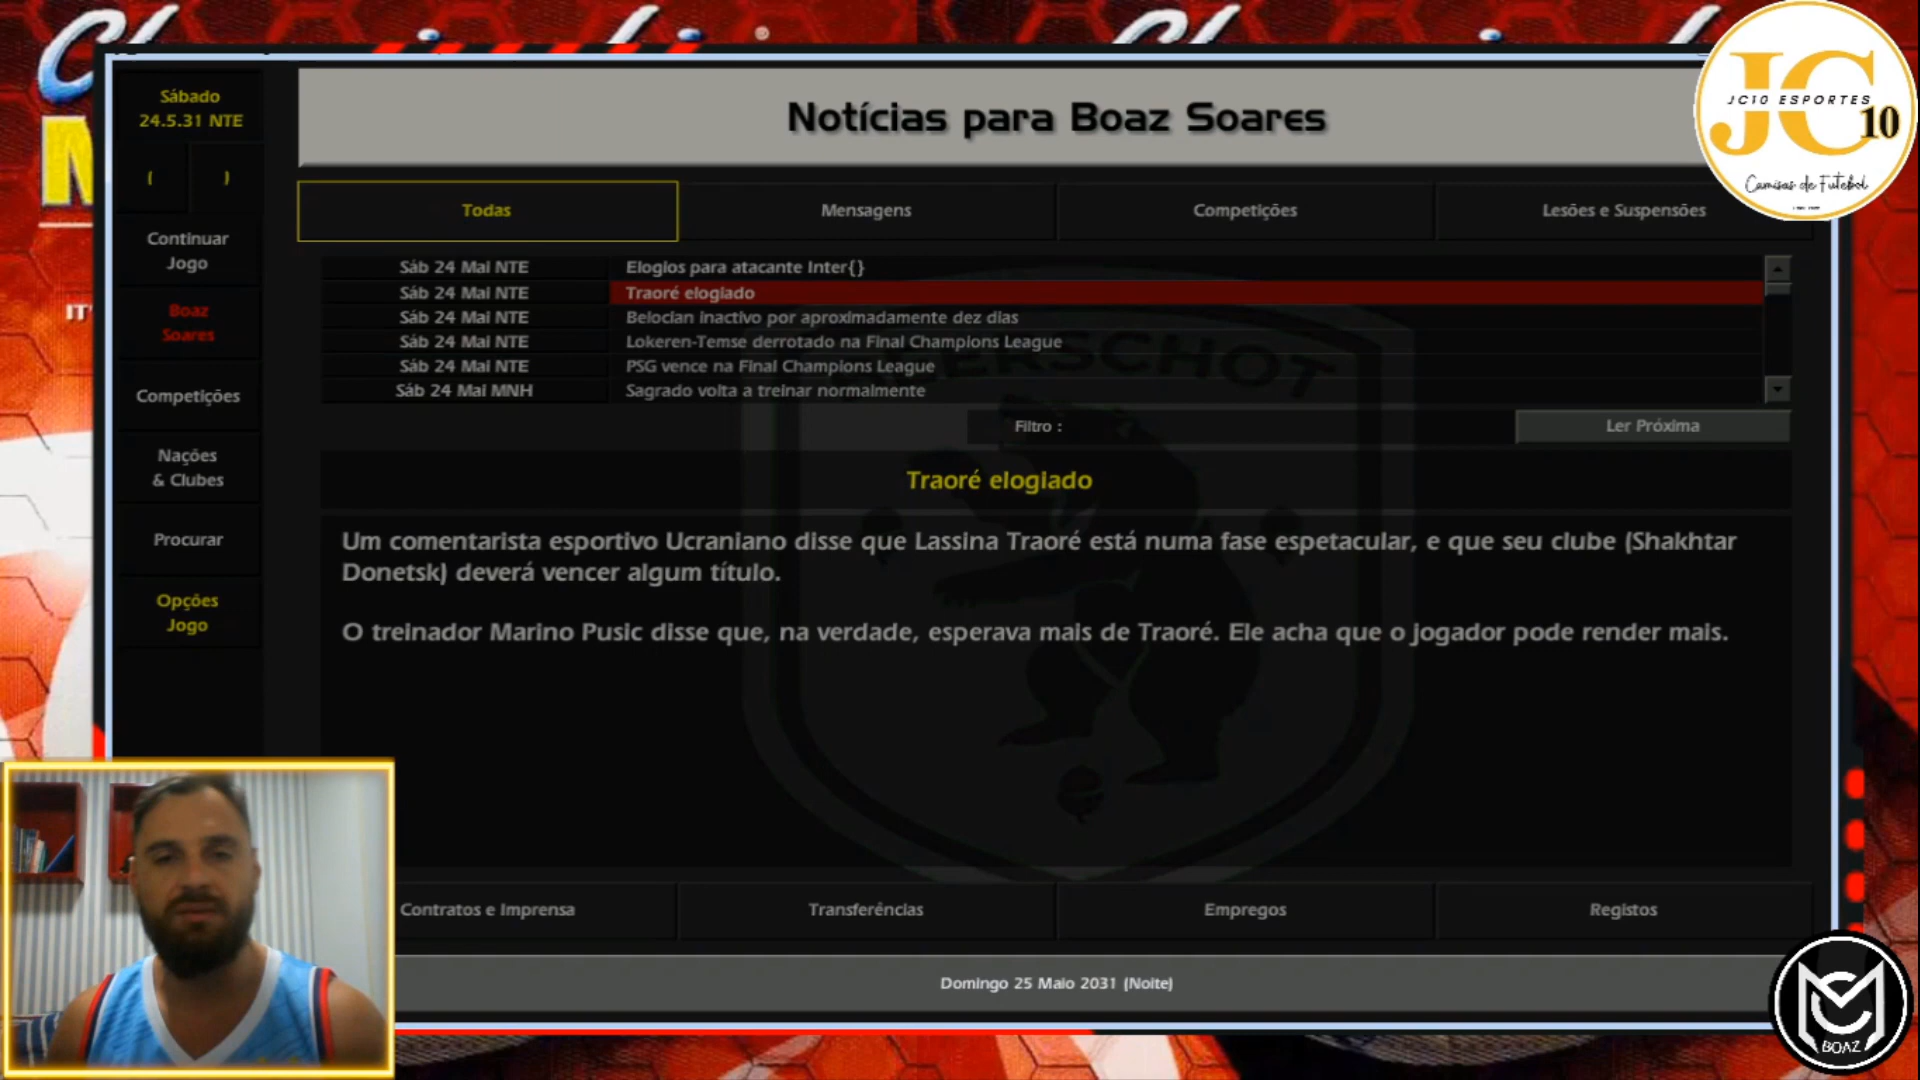 Sábado
24.5.31 NTE
Continuar
Jogo
Boaz
Soares
Competições
Nações
& Clubes
Procurar
Opções
Jogo
Notícias para Boaz Soares
JC10 ESPORTES
JC
10
Camisas de Futebol
Todas
Mensagens
Competições
Lesões e Suspensões
Sáb 24 Mai NTE Elogios para atacante Inter{}
Sáb 24 Mai NTE Traoré elogiado
Sáb 24 Mai NTE Belocian inactivo por aproximadamente dez dias
Sáb 24 Mai NTE Lokeren-Temse derrotado na Final Champions League
Sáb 24 Mai NTE PSG vence na Final Champions League
Sáb 24 Mai MNH Sagrado volta a treinar normalmente
Filtro :
Ler Próxima
Traoré elogiado
Um comentarista esportivo Ucraniano disse que Lassina Traoré está numa fase espetacular, e que seu clube (Shakhtar
Donetsk) deverá vencer algum título.
O treinador Marino Pusic disse que, na verdade, esperava mais de Traoré. Ele acha que o jogador pode render mais.
Contratos e Imprensa
Transferências
Empregos
Registos
Domingo 25 Maio 2031 (Noite)
BOAZ